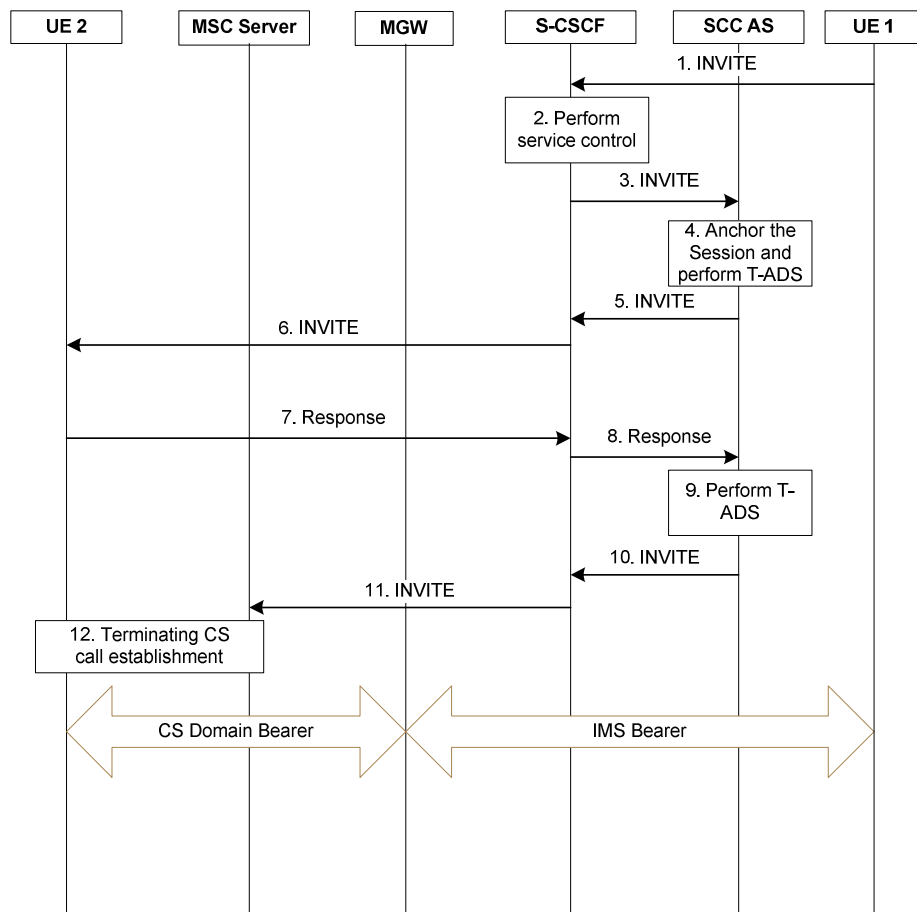 UE 2
MSC Server
MGW
S-CSCF
SCC AS
UE 1
1. INVITE
2. Perform
service control
3. INVITE
4. Anchor the
Session and
perform T-ADS
5. INVITE
6. INVITE
7. Response
8. Response
9. Perform T-
ADS
10. INVITE
11. INVITE
12. Terminating CS
call establishment
CS Domain Bearer
IMS Bearer